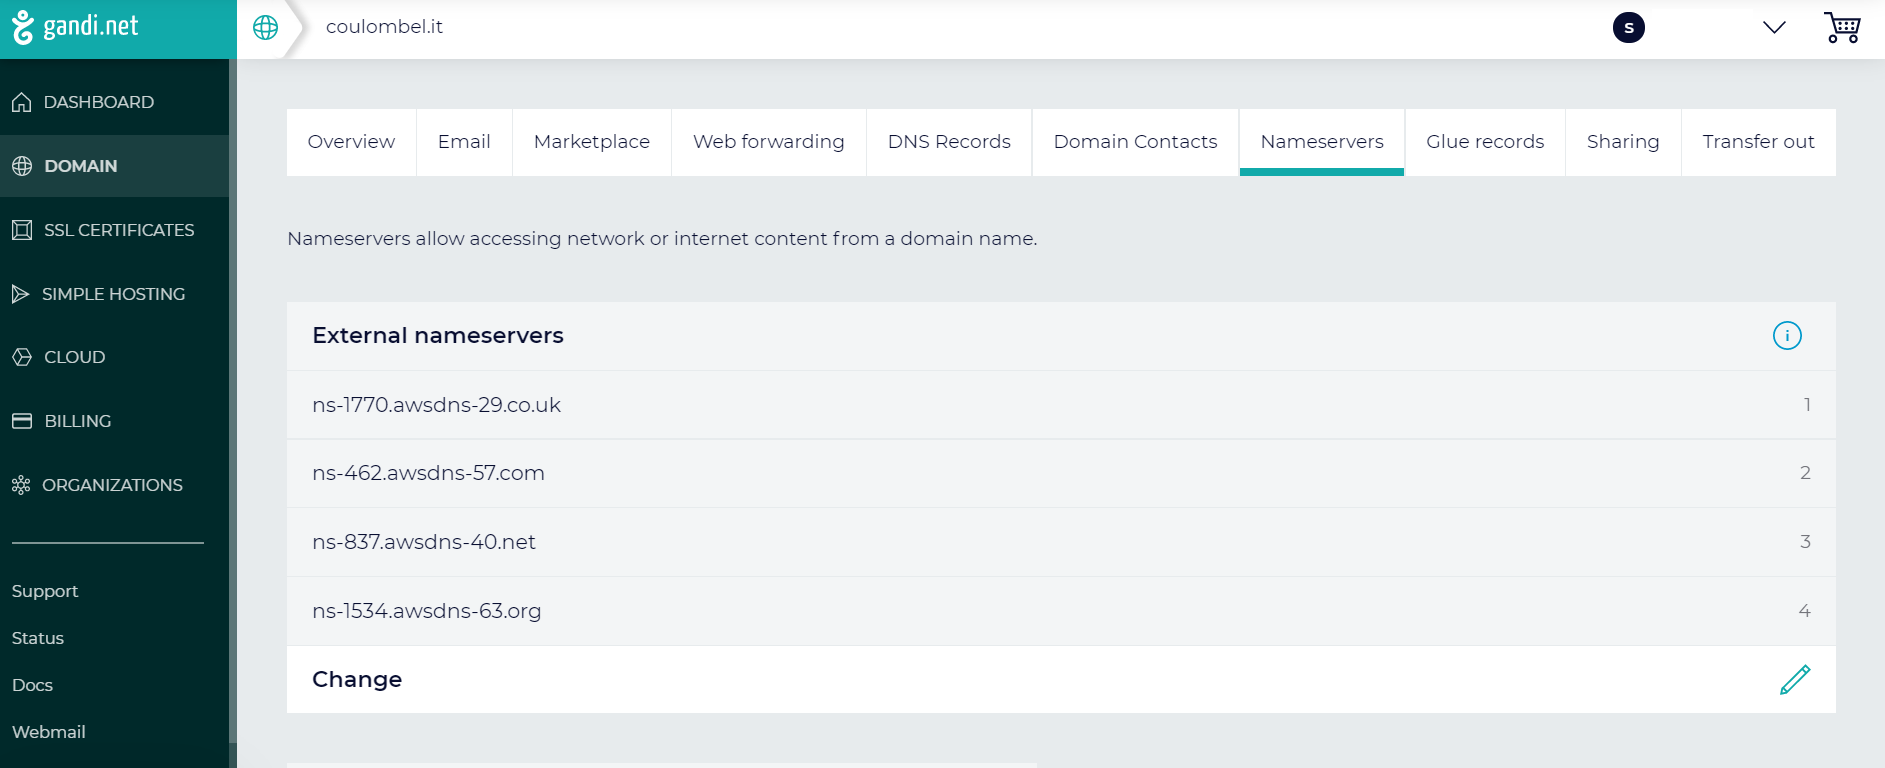 gandi.net
coulombel.it
S
DASHBOARD
DOMAIN
SSL CERTIFICATES
SIMPLE HOSTING
CLOUD
BILLING
ORGANIZATIONS
Support
Status
Docs
Webmail
Overview
Email
Marketplace
Web forwarding
DNS Records
Domain Contacts
Nameservers
Glue records
Sharing
Transfer out
Nameservers allow accessing network or internet content from a domain name.
External nameservers
i
ns-1770.awsdns-29.co.uk 1
ns-462.awsdns-57.com 2
ns-837.awsdns-40.net 3
ns-1534.awsdns-63.org 4
Change